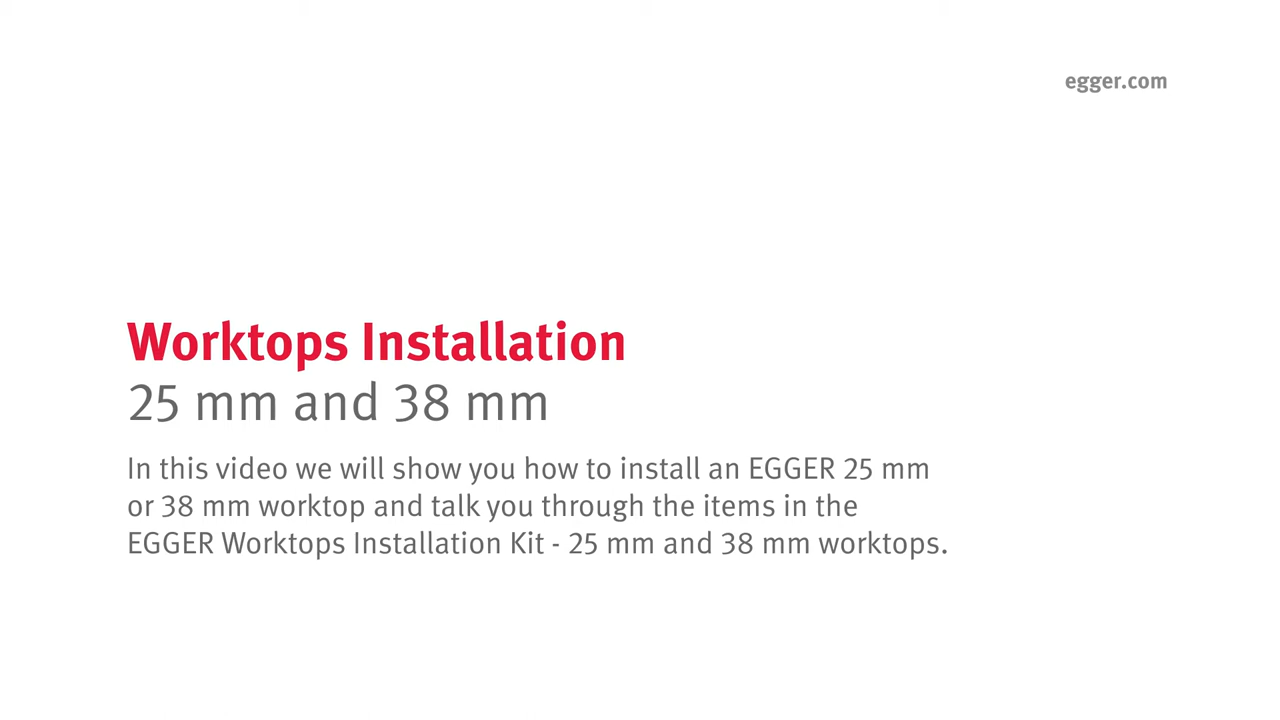 egger.com
Worktops Installation
25 mm and 38 mm
In this video we will show you how to install an EGGER 25 mm
or 38 mm worktop and talk you through the items in the
EGGER Worktops Installation Kit - 25 mm and 38 mm worktops.